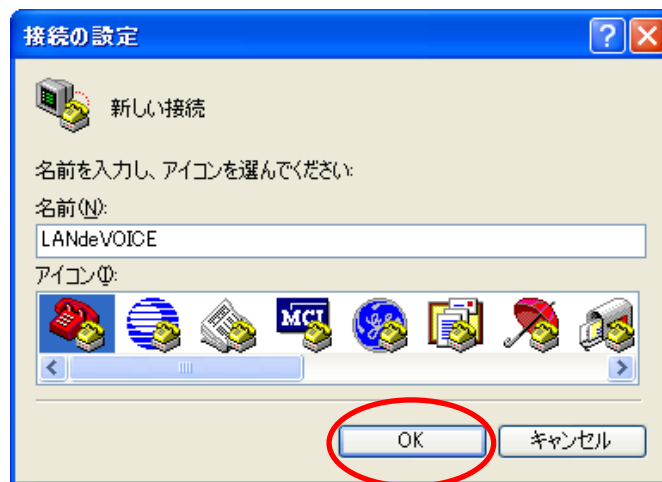 接続の設定
新しい接続
名前を入力し、アイコンを選んでください:
名前(N):
LANdeVOICE
アイコン(I):
MCI
OK
キャンセル